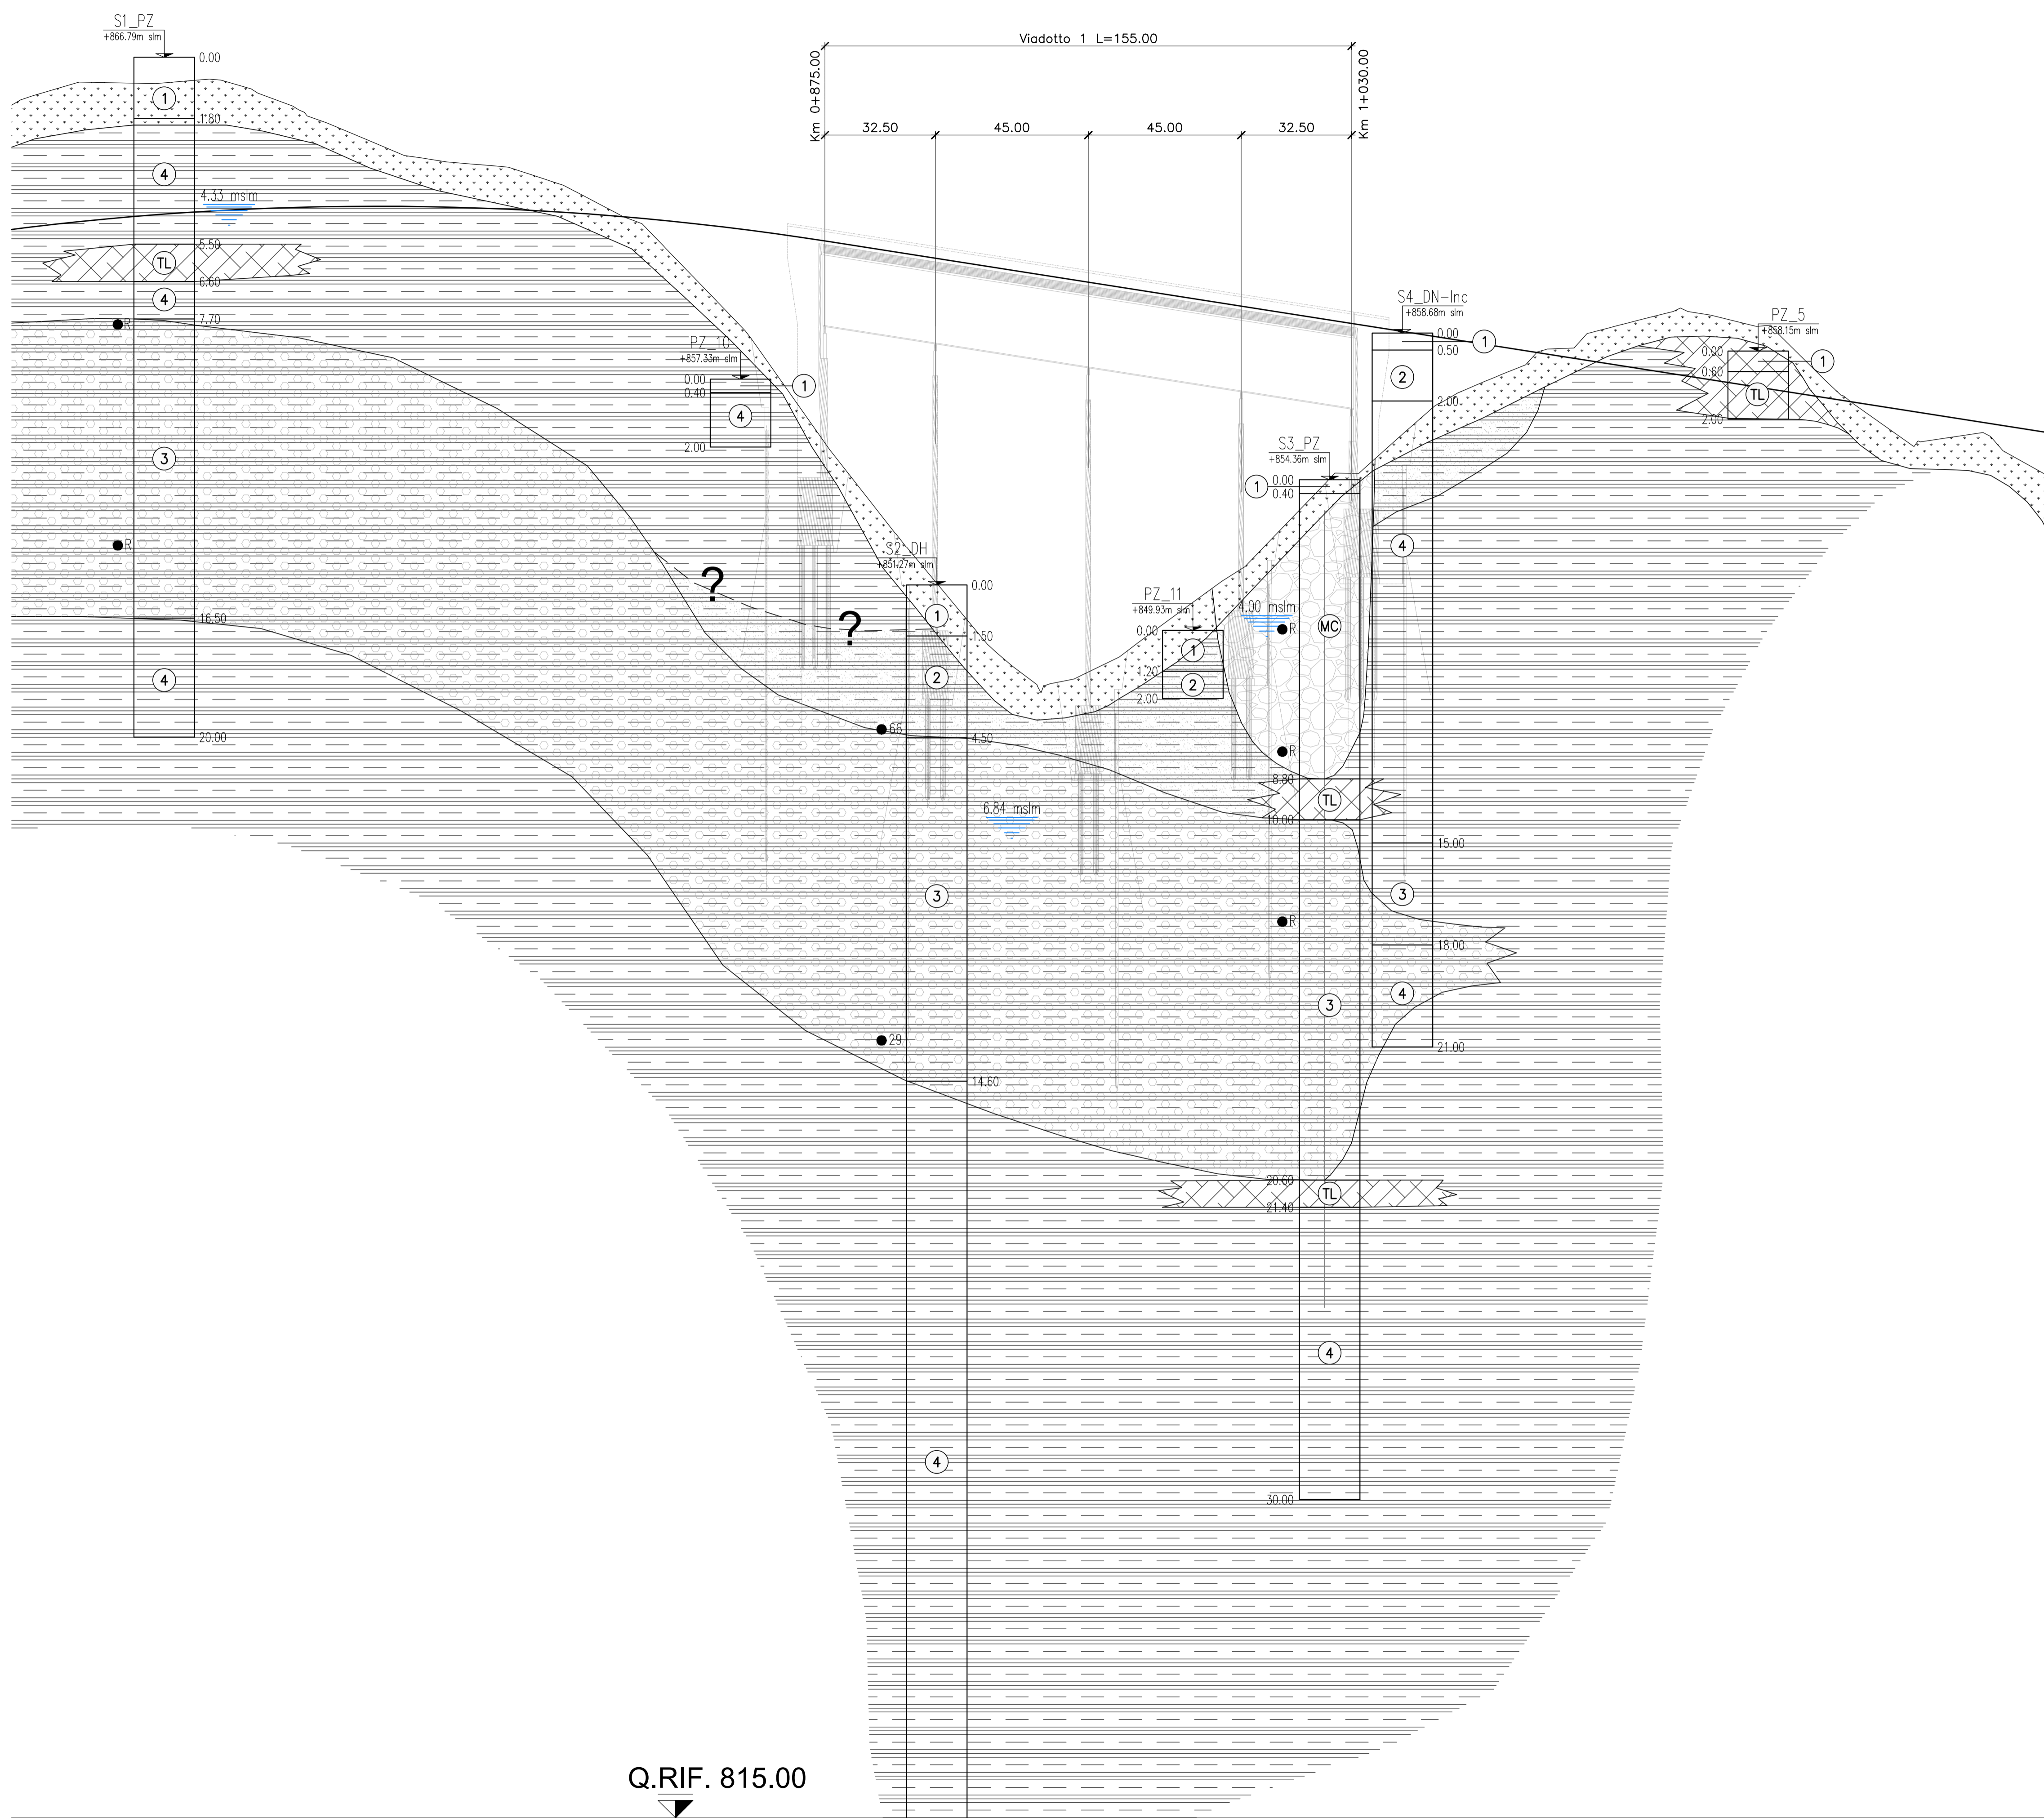 S1_PZ
+866.79m slm
0.00
1
1.80
4
4.33 mslm
5.50
TL
6.60
4
7.70
R
3
R
16.50
4
20.00
Viadotto 1 L=155.00
Km 0+875.00
Km 1+030.00
32.50
45.00
45.00
32.50
PZ_10
+857.33m slm
0.00
1
0.40
4
2.00
?
?
S2_DH
+851.27m slm
0.00
1
1.50
2
66
4.50
6.84 mslm
3
29
14.60
4
PZ_11
+849.93m slm
0.00
1
1.20
2
2.00
S3_PZ
+854.36m slm
0.00
1
0.40
4.00 mslm
R
MC
R
8.80
TL
10.00
R
3
20.60
TL
21.40
4
30.00
S4_DN-Inc
+858.68m slm
0.00
1
0.50
2
2.00
4
15.00
3
18.00
4
21.00
PZ_5
+858.15m slm
0.00
1
0.60
TL
2.00
Q.RIF. 815.00